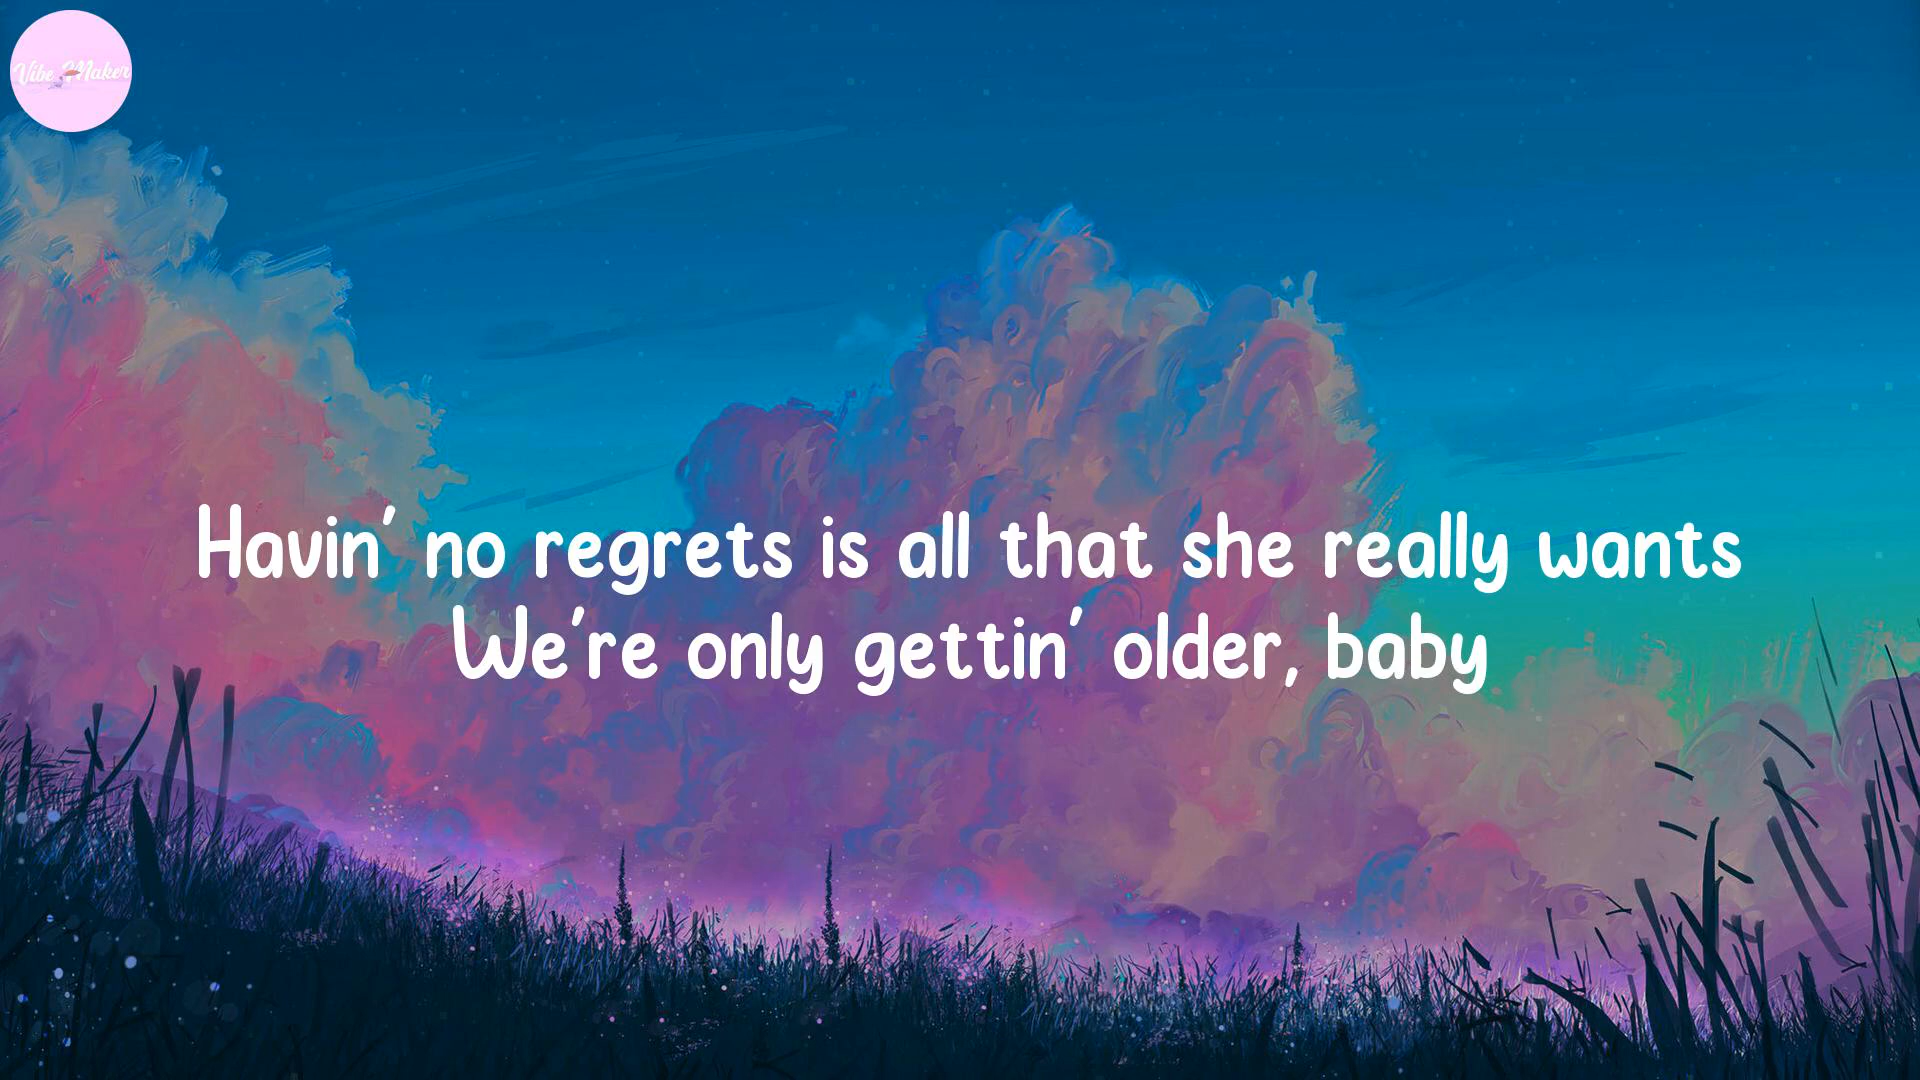 Vibe Maker
Havin' no regrets is all that she really wants
We're only gettin' older, baby